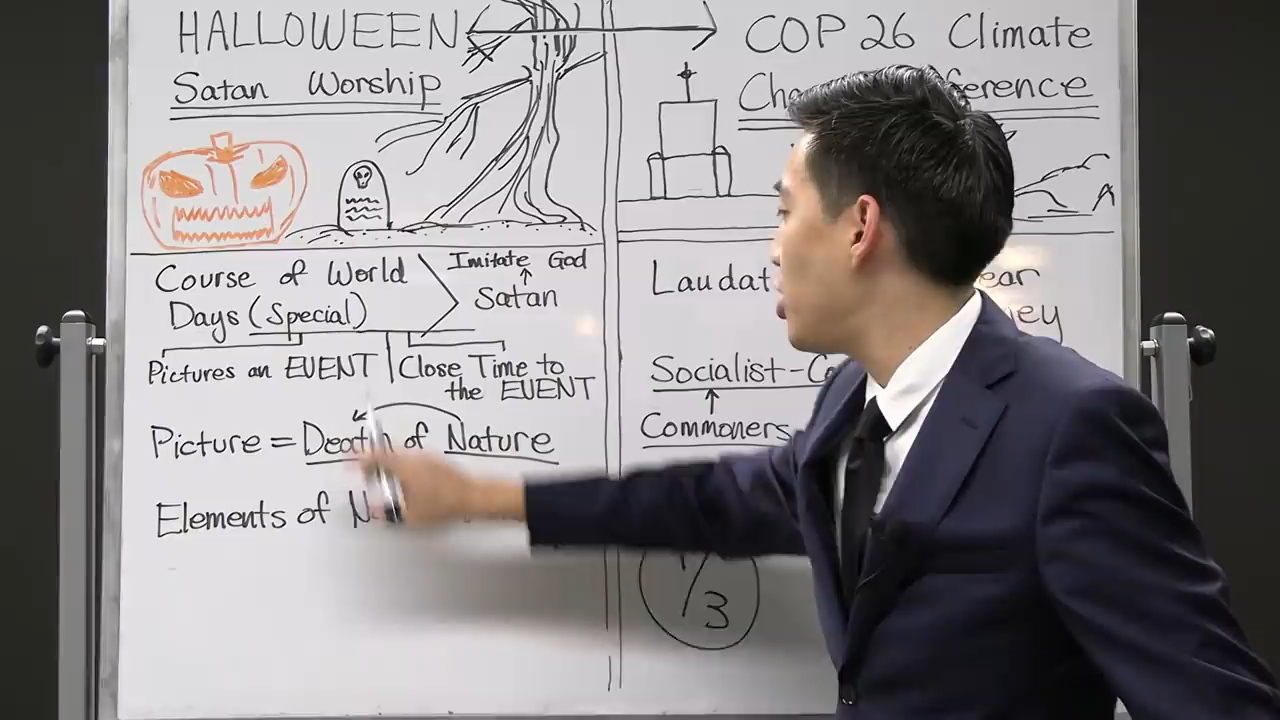 HALLOWEEN
Satan Worship
Course of World
Days (Special)
Imitate God
Satan
Pictures an EVENT
Close Time to
the EVENT
Picture = Death of Nature
Elements of
COP 26 Climate
Socialist-
Commoners
1/3